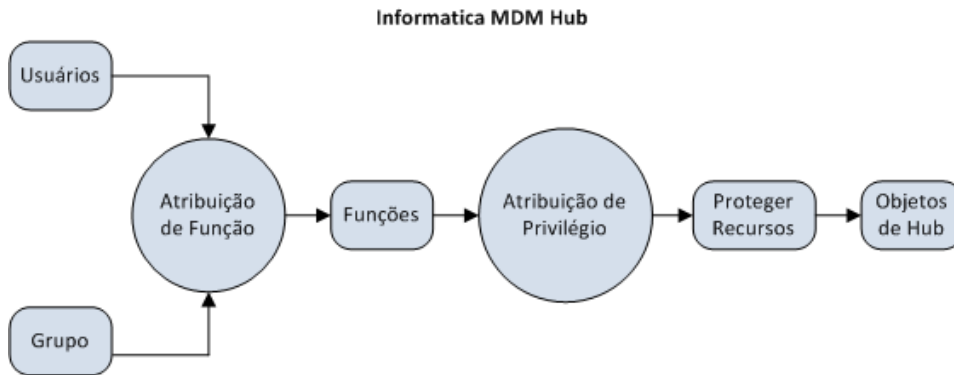 Informatica MDM Hub
Usuários
Atribuição
de Função
Funções
Atribuição de
Privilégio
Proteger
Recursos
Objetos
de Hub
Grupo